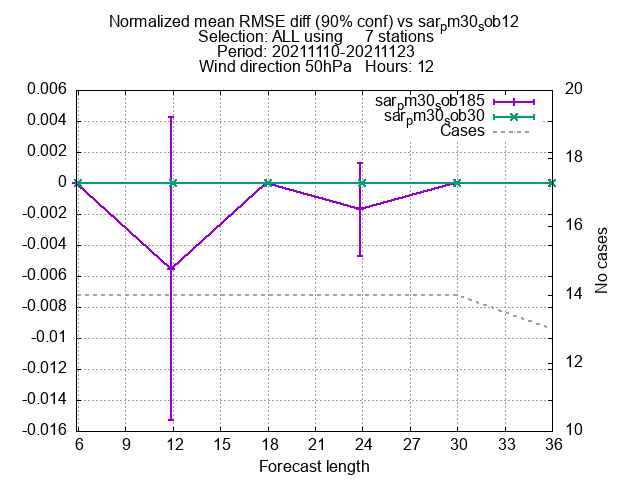 Normalized mean RMSE diff (90% conf) vs sarpm30sob12
Selection: ALL using 7 stations
Period: 20211110-20211123
Wind direction 50hPa Hours: 12
sarpm30sob185
sarpm30sob30
Cases
0.006
0.004
0.002
0
-0.002
-0.004
-0.006
-0.008
-0.01
-0.012
-0.014
-0.016
20
18
16
14
12
10
No cases
6 9 12 15 18 21 24 27 30 33 36
Forecast length